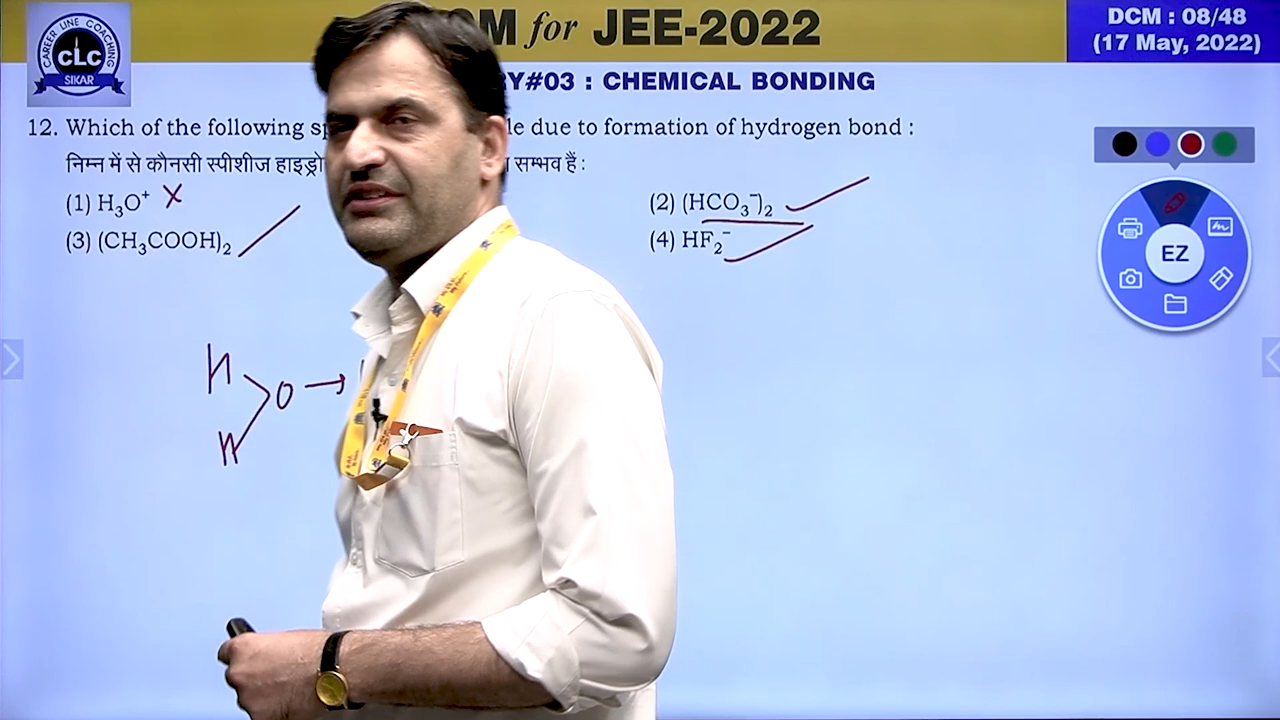 CAREER LINE COACHING
CLC
SIKAR
M for JEE-2022
DCM : 08/48
(17 May, 2022)
Y#03 : CHEMICAL BONDING
12. Which of the following sp le due to formation of hydrogen bond :
निम्न में से कौनसी स्पीशीज हाइड्रो सम्भव हैं :
(1) H₃O⁺ X
(2) (HCO₃⁻)₂
(3) (CH₃COOH)₂
(4) HF₂⁻
EZ
H
O →
H